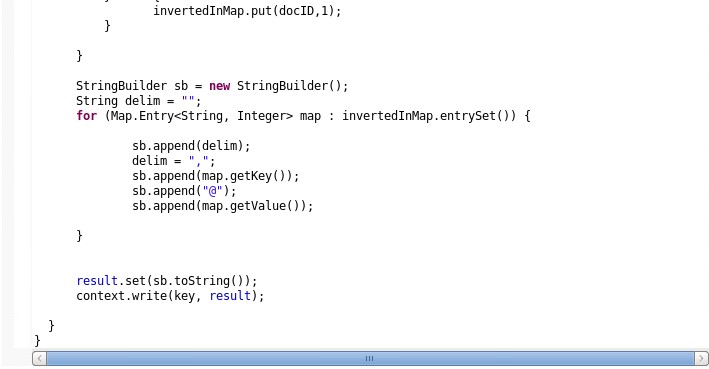 invertedInMap.put(docID,1);
}
}
StringBuilder sb = new StringBuilder();
String delim = "";
for (Map.Entry<String, Integer> map : invertedInMap.entrySet()) {
sb.append(delim);
delim = ",";
sb.append(map.getKey());
sb.append("@");
sb.append(map.getValue());
}
result.set(sb.toString());
context.write(key, result);
}
}